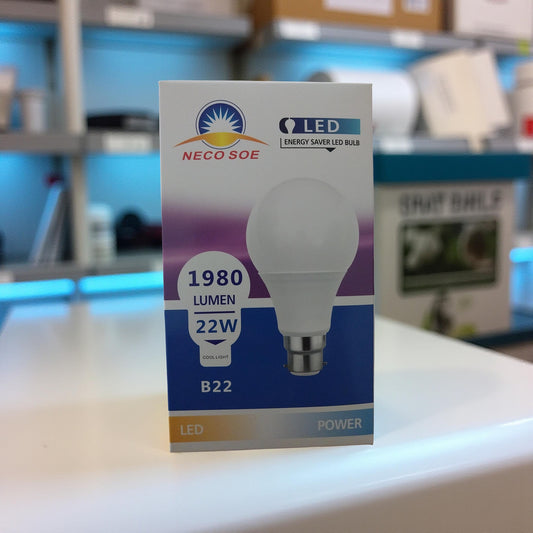 NECO SOE
LED
ENERGY SAVER LED BULB
1980
LUMEN
22W
COOL LIGHT
B22
LED
POWER